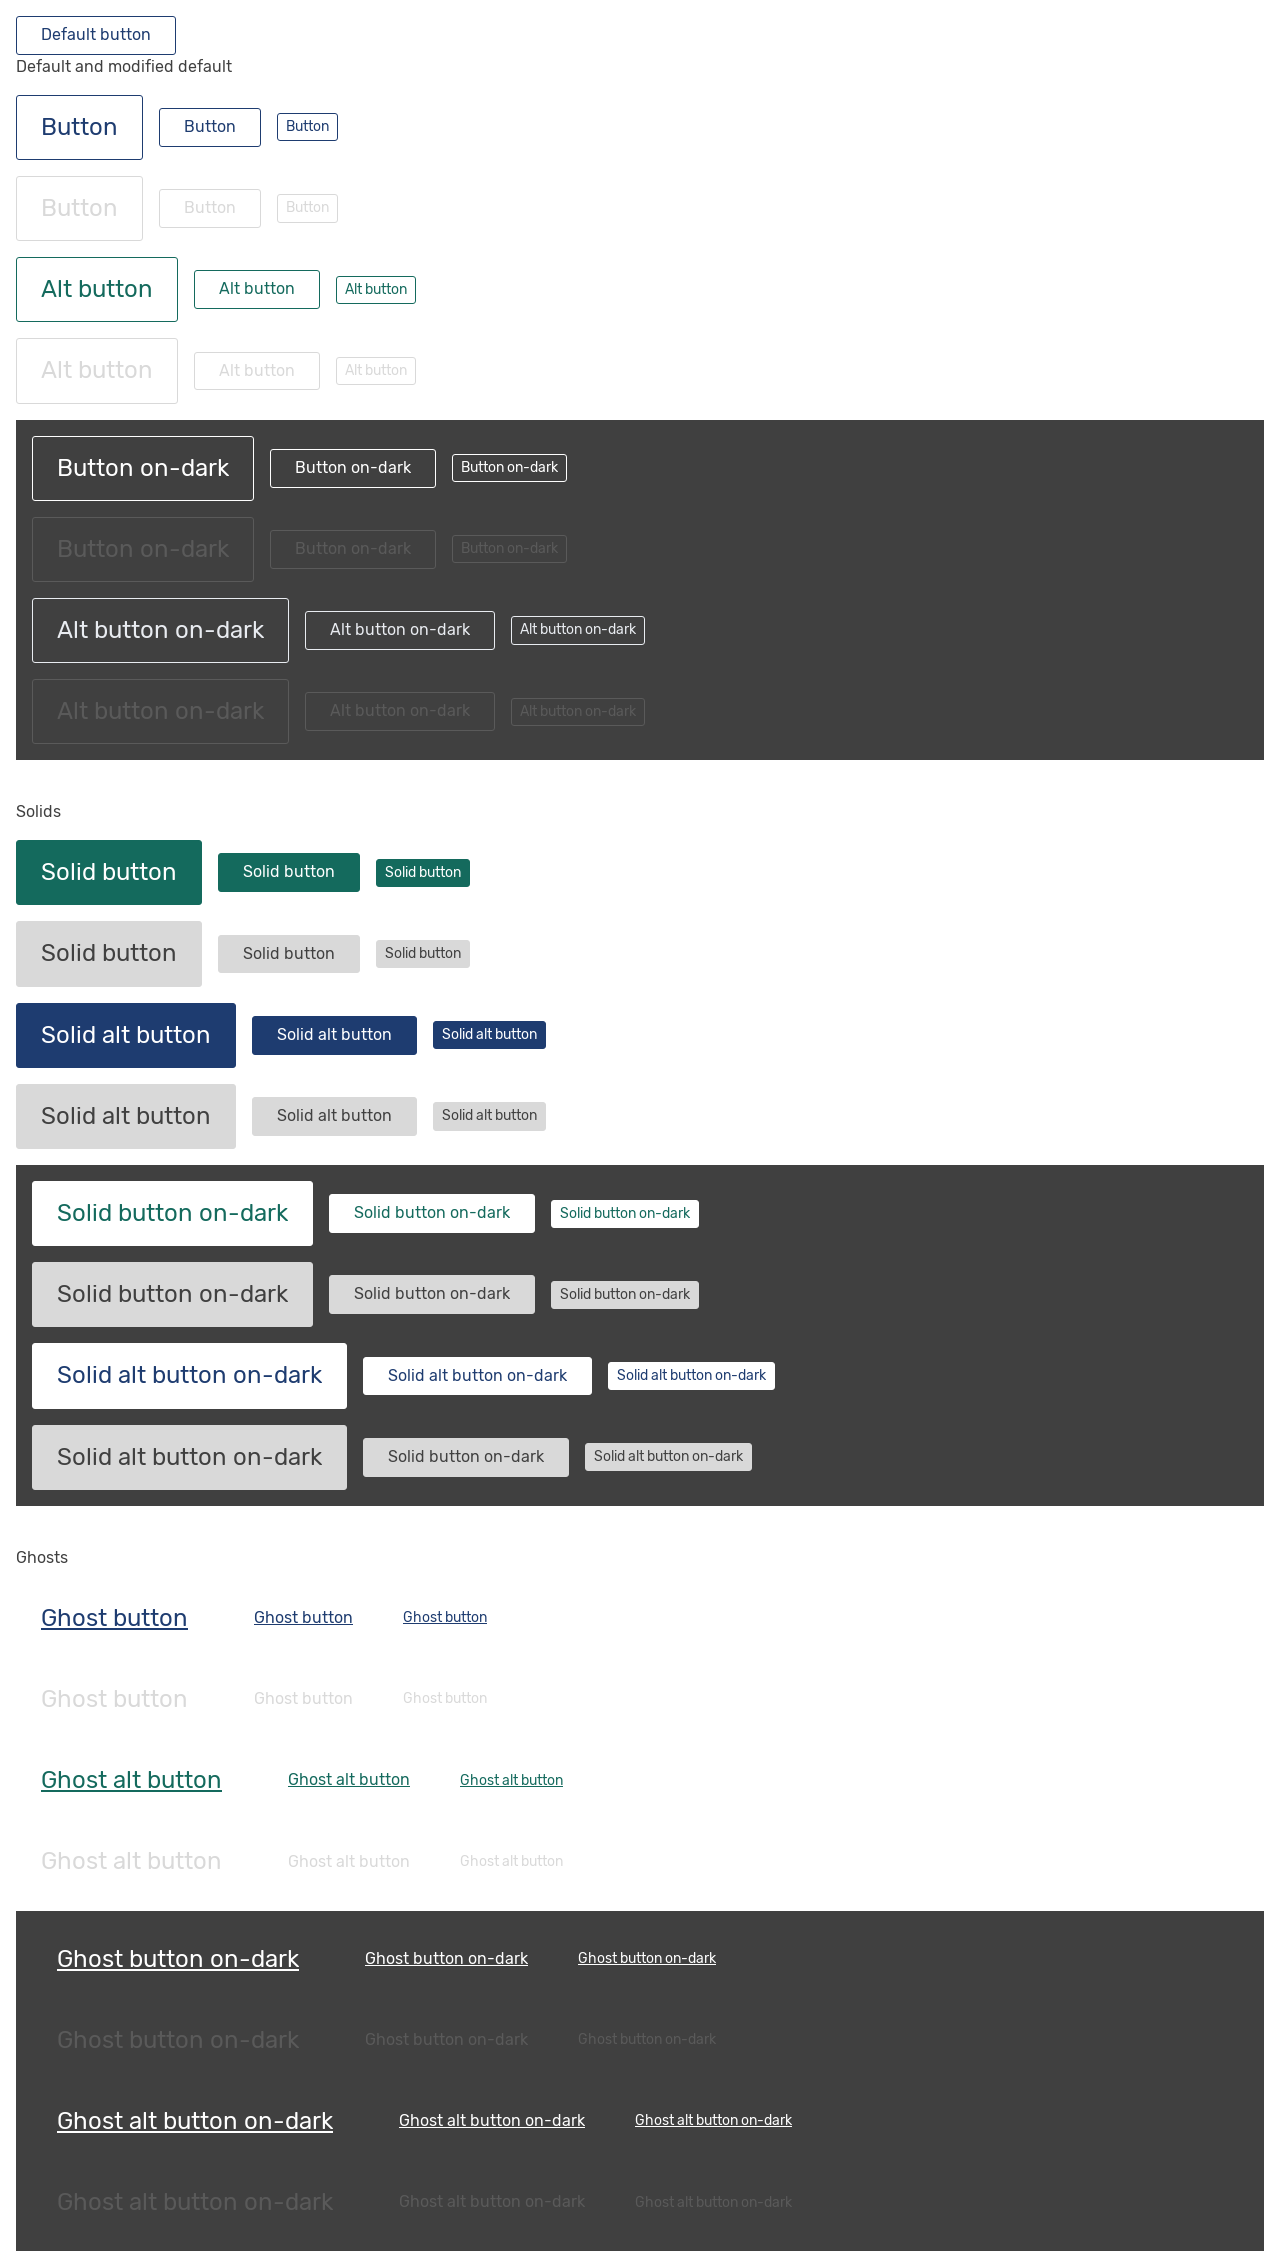 Default button
Default and modified default
Button Button Button
Button Button Button
Alt button Alt button Alt button
Alt button Alt button Alt button
Button on-dark Button on-dark Button on-dark
Button on-dark Button on-dark Button on-dark
Alt button on-dark Alt button on-dark Alt button on-dark
Alt button on-dark Alt button on-dark Alt button on-dark
Solids
Solid button Solid button Solid button
Solid button Solid button Solid button
Solid alt button Solid alt button Solid alt button
Solid alt button Solid alt button Solid alt button
Solid button on-dark Solid button on-dark Solid button on-dark
Solid button on-dark Solid button on-dark Solid button on-dark
Solid alt button on-dark Solid alt button on-dark Solid alt button on-dark
Solid alt button on-dark Solid button on-dark Solid alt button on-dark
Ghosts
Ghost button Ghost button Ghost button
Ghost button Ghost button Ghost button
Ghost alt button Ghost alt button Ghost alt button
Ghost alt button Ghost alt button Ghost alt button
Ghost button on-dark Ghost button on-dark Ghost button on-dark
Ghost button on-dark Ghost button on-dark Ghost button on-dark
Ghost alt button on-dark Ghost alt button on-dark Ghost alt button on-dark
Ghost alt button on-dark Ghost alt button on-dark Ghost alt button on-dark